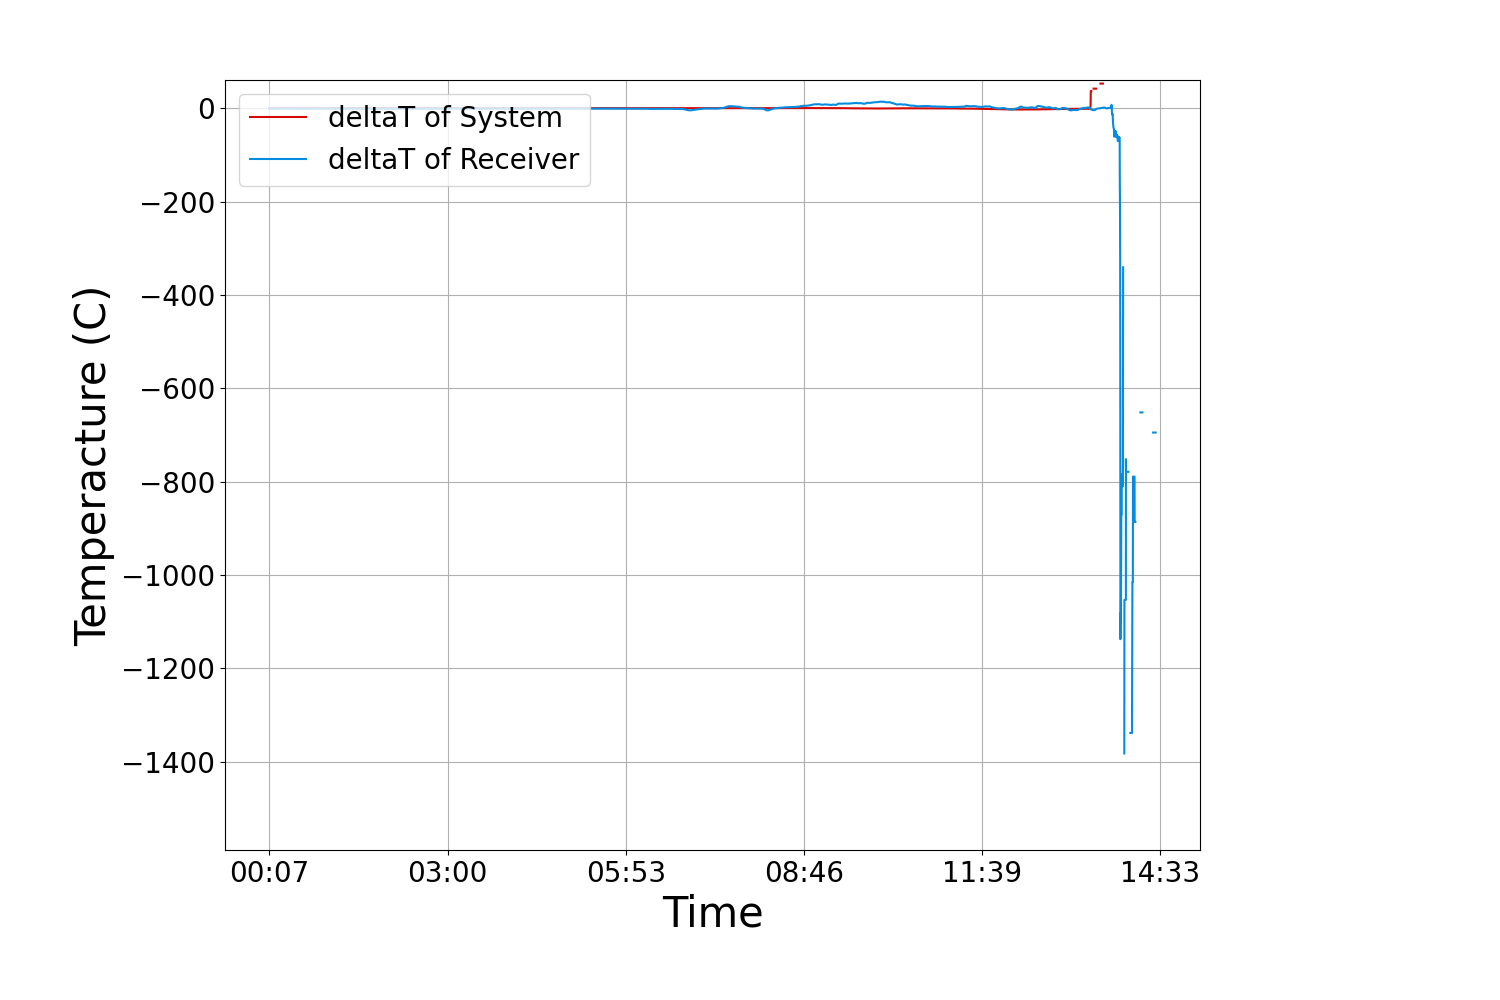 deltaT of System
deltaT of Receiver
0
−200
−400
−600
−800
−1000
−1200
−1400
Temperacture (C)
00:07 03:00 05:53 08:46 11:39 14:33
Time